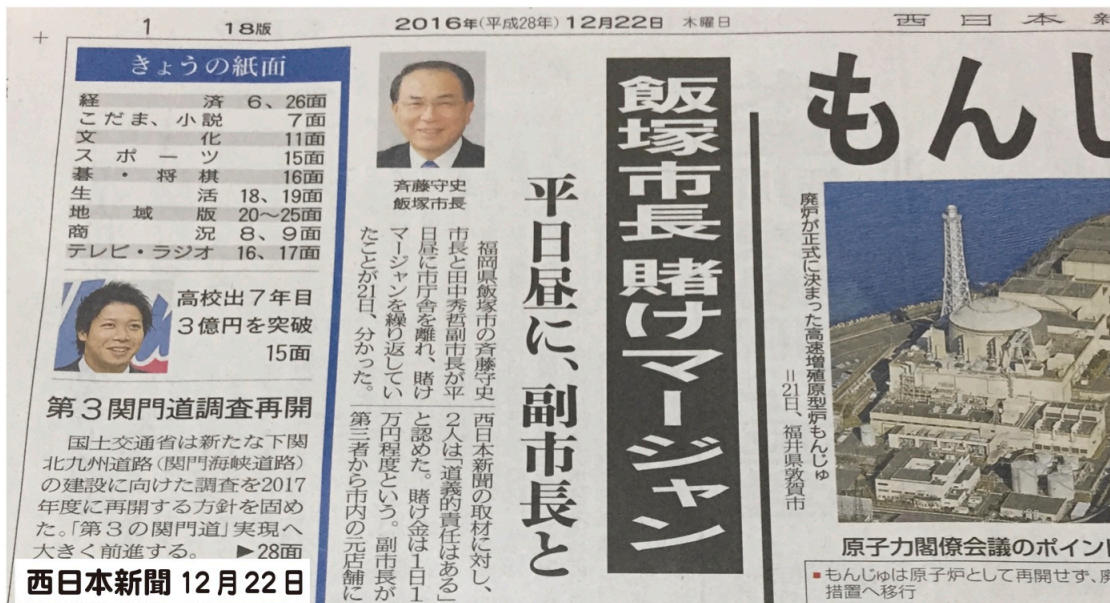 1
18版
2016年(平成28年)12月22日 木曜日
西日本新
きょうの紙面
経済 6、26面
こだま、小説 7面
文化 11面
スポーツ 15面
碁・将棋 16面
生活 18、19面
地域版 20〜25面
商況 8、9面
テレビ・ラジオ 16、17面
高校出7年目
3億円を突破
15面
第3関門道調査再開
国土交通省は新たな下関
北九州道路(関門海峡道路)
の建設に向けた調査を2017
年度に再開する方針を固め
た。「第3の関門道」実現へ
大きく前進する。 ▶28面
西日本新聞 12月22日
もんじ
飯塚市長 賭けマージャン
平日昼に、副市長と
斉藤守史
飯塚市長
福岡県飯塚市の斉藤守史
市長と田中秀哲副市長が平
日昼に市庁舎を離れ、賭け
マージャンを繰り返してい
たことが21日、分かった。
西日本新聞の取材に対し、
2人は「道義的責任はある」
と認めた。賭け金は1日1
万円程度という。副市長が
第三者から市内の元店舗に
廃炉が正式に決まった高速増殖原型炉もんじゅ
=21日、福井県敦賀市
原子力閣僚会議のポイント
■もんじゅは原子炉として再開せず、廃
措置へ移行